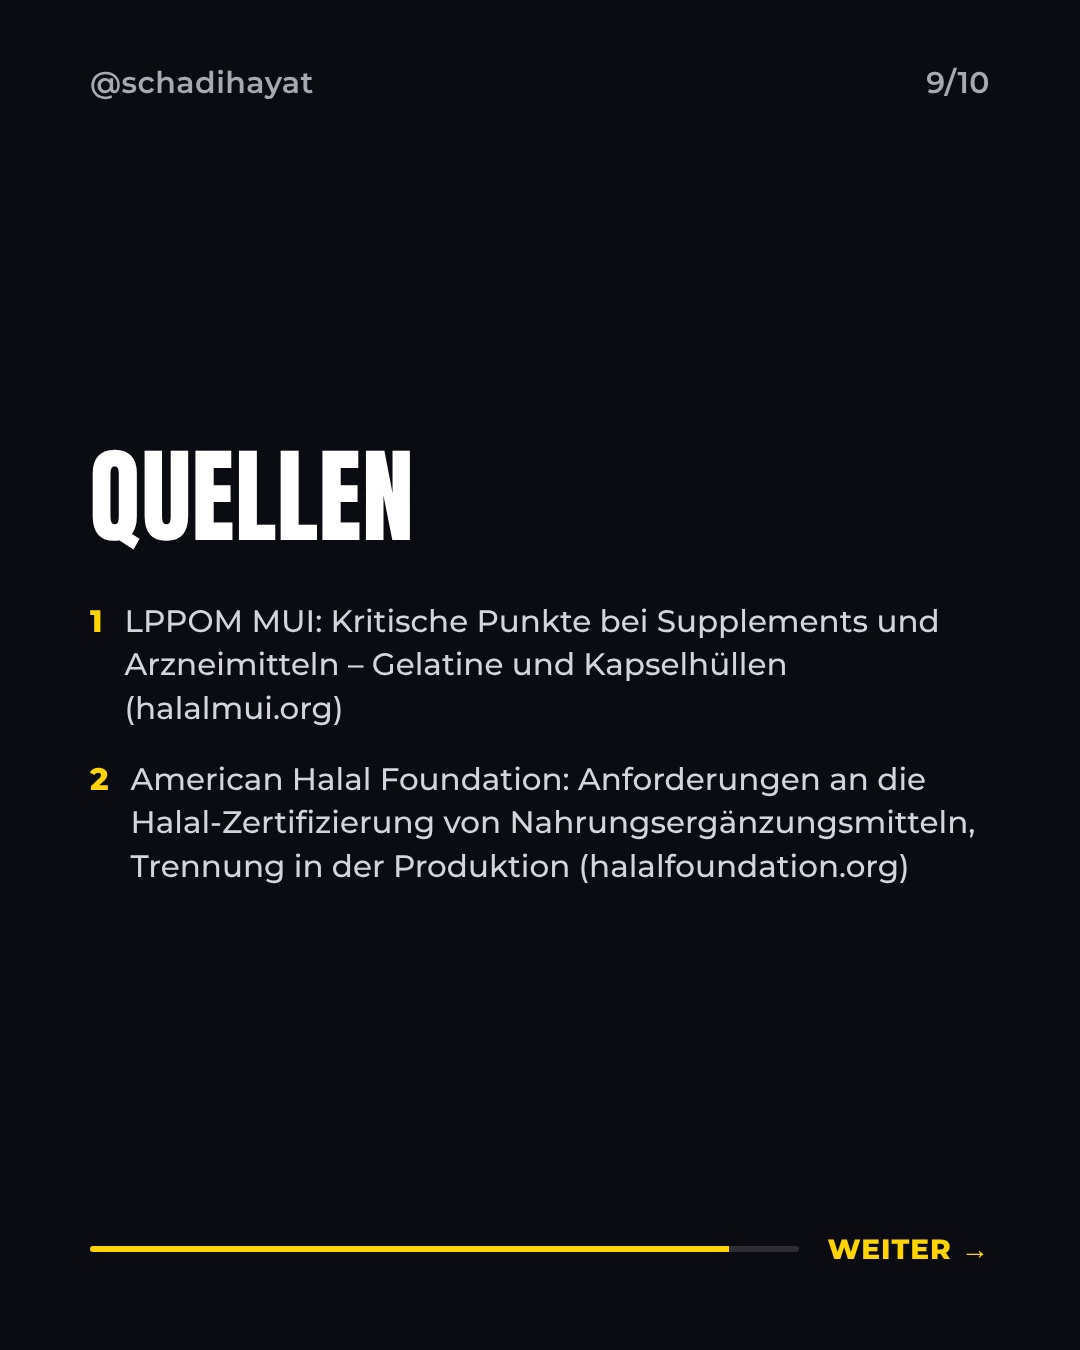 @schadihayat
9/10
QUELLEN
1 LPPOM MUI: Kritische Punkte bei Supplements und
Arzneimitteln – Gelatine und Kapselhüllen
(halalmui.org)
2 American Halal Foundation: Anforderungen an die
Halal-Zertifizierung von Nahrungsergänzungsmitteln,
Trennung in der Produktion (halalfoundation.org)
WEITER →